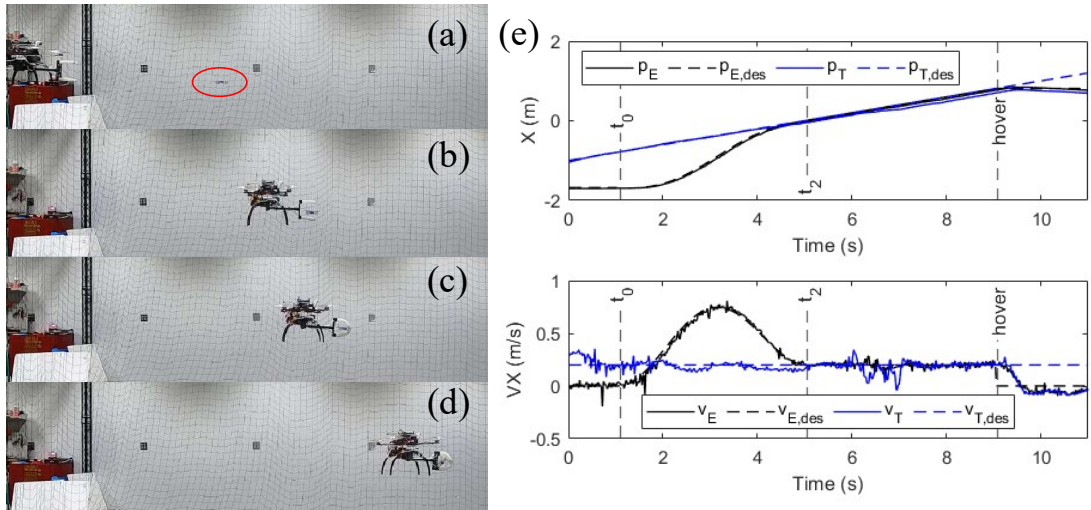 (a)
(b)
(c)
(d)
(e)
2
0
-2
X (m)
p_E
p_E,des
p_T
p_T,des
t_0
t_2
hover
0
2
4
6
8
10
Time (s)
1
0.5
0
-0.5
VX (m/s)
t_0
t_2
hover
v_E
v_E,des
v_T
v_T,des
0
2
4
6
8
10
Time (s)